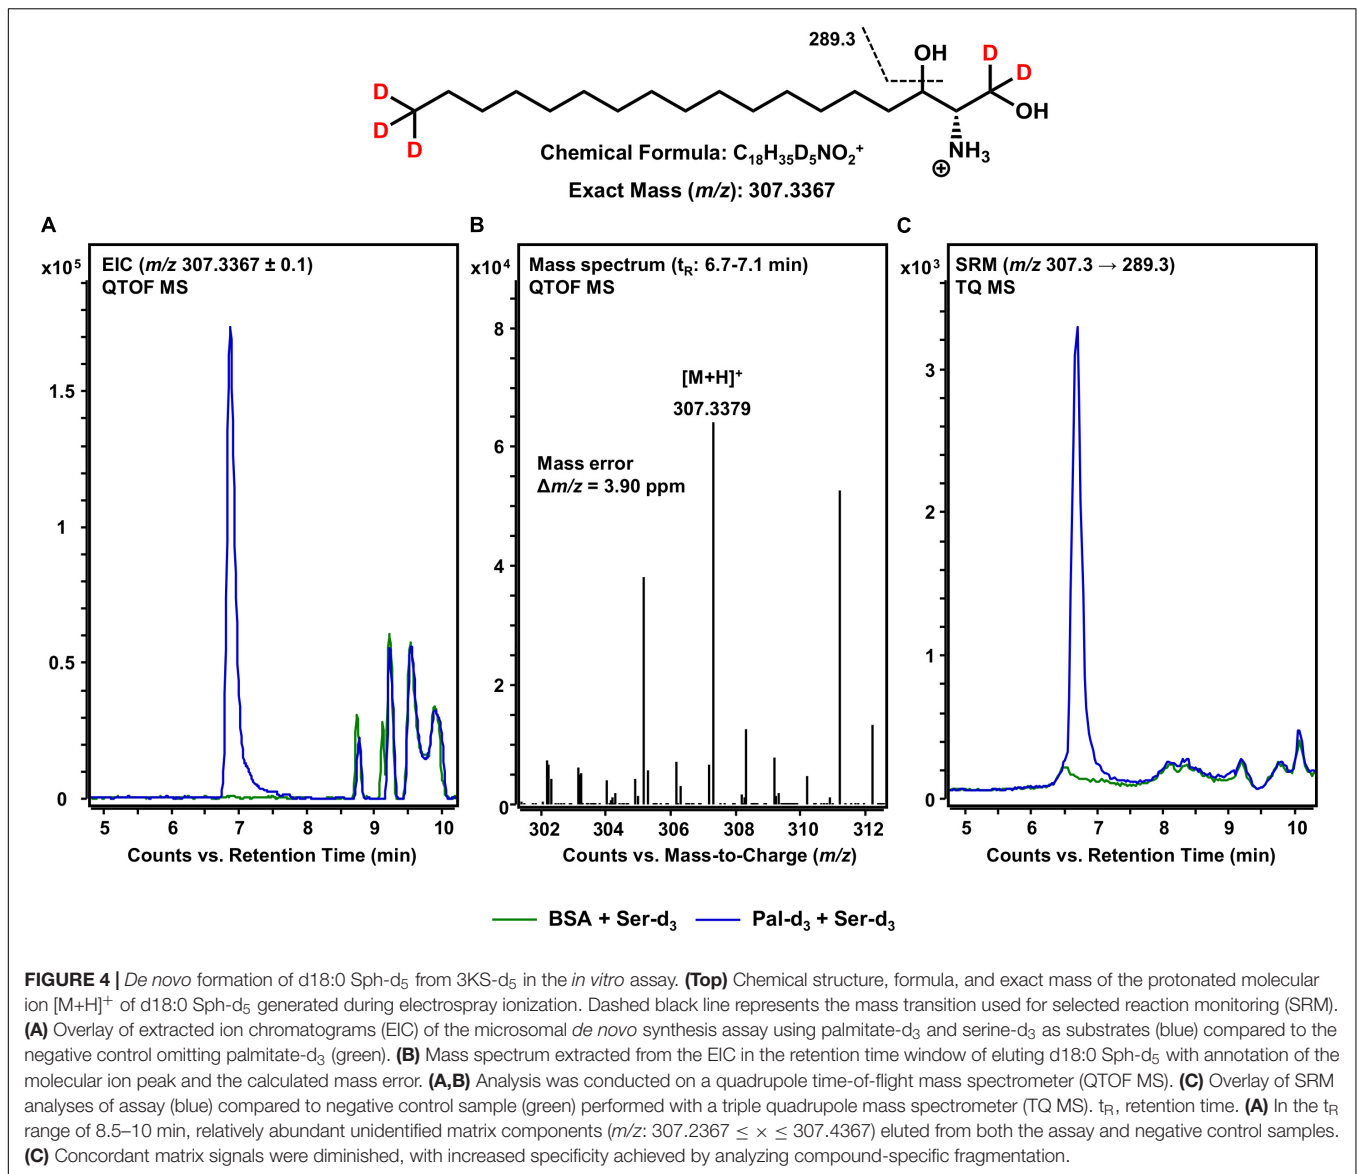 289.3
OH
D
D
D
D
D
OH
NH₃
⊕
Chemical Formula: C₁₈H₃₅D₅NO₂⁺
Exact Mass (m/z): 307.3367
A
B
C
x10⁵
EIC (m/z 307.3367 ± 0.1)
QTOF MS
1.5
1
0.5
0
5 6 7 8 9 10
Counts vs. Retention Time (min)
x10⁴
Mass spectrum (tR: 6.7-7.1 min)
QTOF MS
8
[M+H]⁺
307.3379
6
Mass error
Δm/z = 3.90 ppm
4
2
0
302 304 306 308 310 312
Counts vs. Mass-to-Charge (m/z)
x10³
SRM (m/z 307.3 → 289.3)
TQ MS
3
2
1
0
5 6 7 8 9 10
Counts vs. Retention Time (min)
BSA + Ser-d₃ Pal-d₃ + Ser-d₃
FIGURE 4 | De novo formation of d18:0 Sph-d₅ from 3KS-d₅ in the in vitro assay. (Top) Chemical structure, formula, and exact mass of the protonated molecular
ion [M+H]⁺ of d18:0 Sph-d₅ generated during electrospray ionization. Dashed black line represents the mass transition used for selected reaction monitoring (SRM).
(A) Overlay of extracted ion chromatograms (EIC) of the microsomal de novo synthesis assay using palmitate-d₃ and serine-d₃ as substrates (blue) compared to the
negative control omitting palmitate-d₃ (green). (B) Mass spectrum extracted from the EIC in the retention time window of eluting d18:0 Sph-d₅ with annotation of the
molecular ion peak and the calculated mass error. (A,B) Analysis was conducted on a quadrupole time-of-flight mass spectrometer (QTOF MS). (C) Overlay of SRM
analyses of assay (blue) compared to negative control sample (green) performed with a triple quadrupole mass spectrometer (TQ MS). tR, retention time. (A) In the tR
range of 8.5–10 min, relatively abundant unidentified matrix components (m/z: 307.2367 ≤ × ≤ 307.4367) eluted from both the assay and negative control samples.
(C) Concordant matrix signals were diminished, with increased specificity achieved by analyzing compound-specific fragmentation.